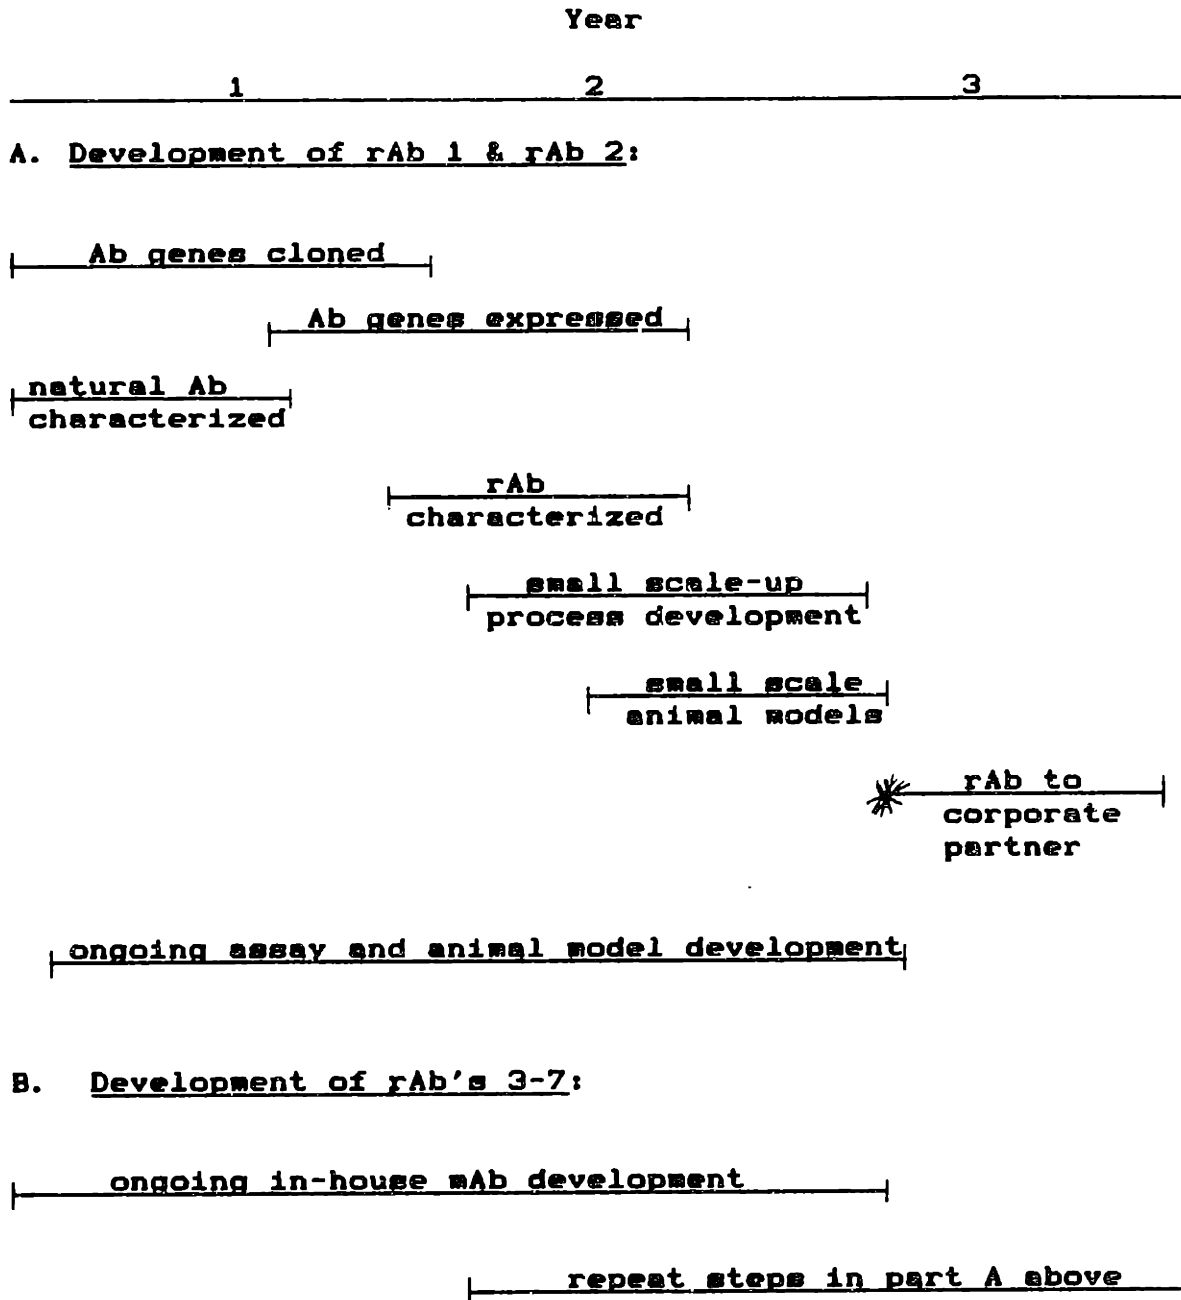 Year
1 2 3
A. Development of rAb 1 & rAb 2:
Ab genes cloned
Ab genes expressed
natural Ab
characterized
rAb
characterized
small scale-up
process development
small scale
animal models
rAb to
corporate
partner
ongoing assay and animal model development
B. Development of rAb's 3-7:
ongoing in-house mAb development
repeat steps in part A above